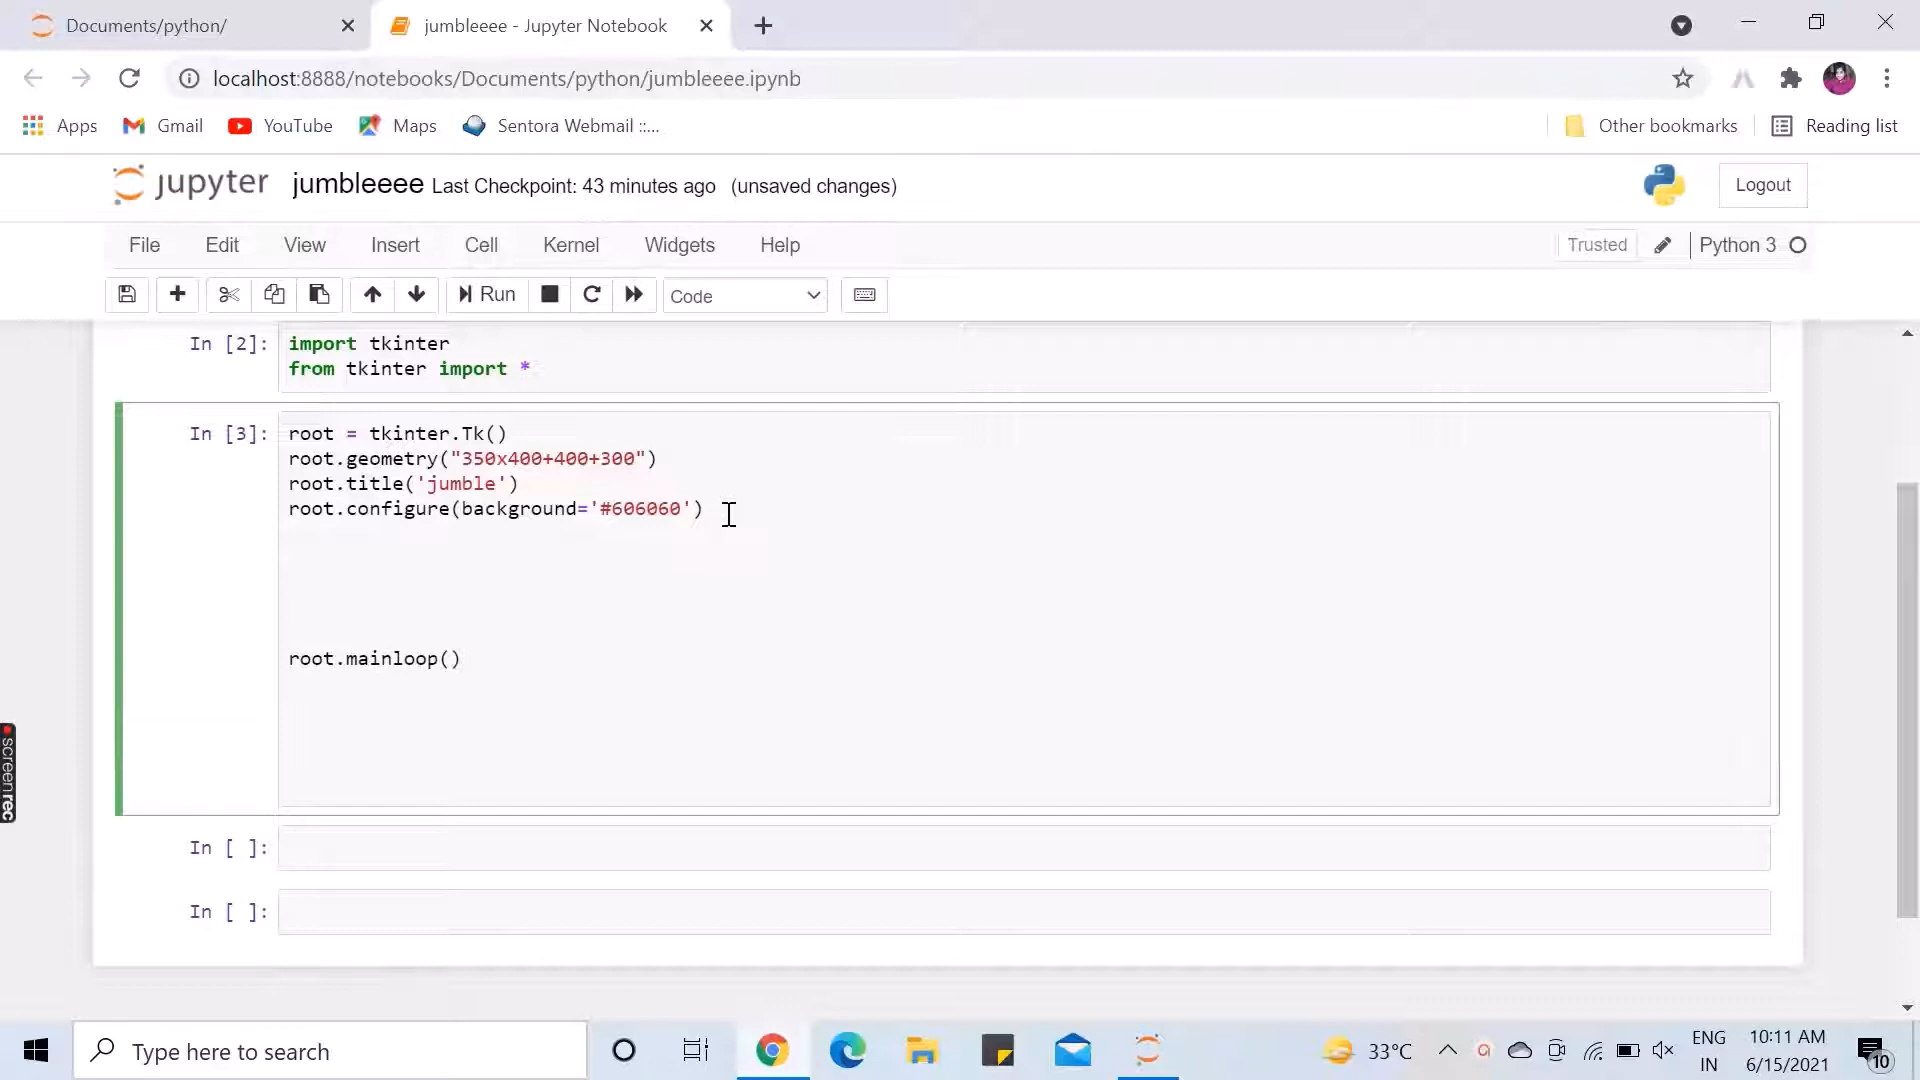 Documents/python/
jumbleeee - Jupyter Notebook
localhost:8888/notebooks/Documents/python/jumbleeee.ipynb
Apps Gmail YouTube Maps Sentora Webmail ::... Other bookmarks Reading list
jupyter jumbleeee Last Checkpoint: 43 minutes ago (unsaved changes) Logout
File Edit View Insert Cell Kernel Widgets Help Trusted Python 3
Run Code
In [2]: import tkinter
from tkinter import *
In [3]: root = tkinter.Tk()
root.geometry("350x400+400+300")
root.title('jumble')
root.configure(background='#606060')
root.mainloop()
In [ ]:
In [ ]:
screenrec
Type here to search
33°C
ENG
IN
10:11 AM
6/15/2021
10